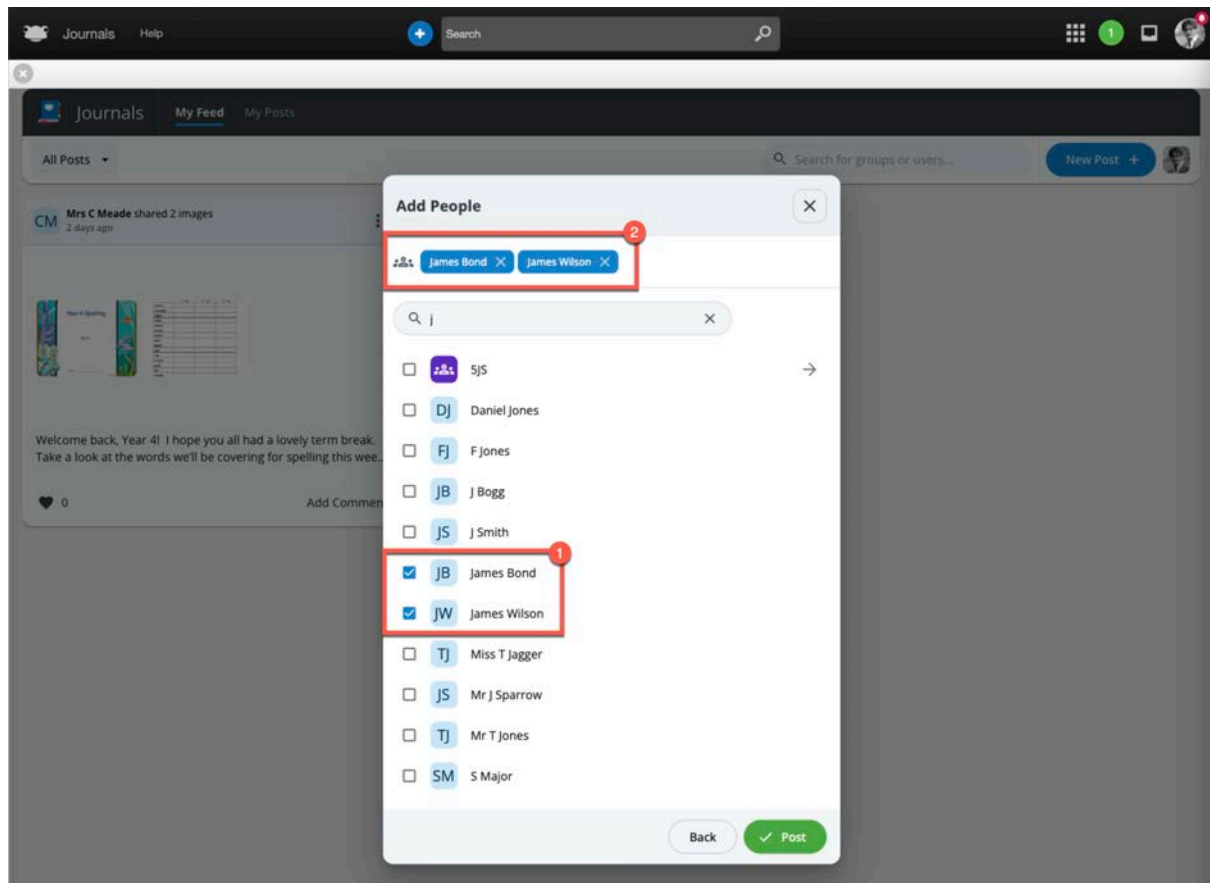 Journals Help Search 1
Journals My Feed My Posts
All Posts Search for groups or users... New Post +
CM Mrs C Meade shared 2 images
2 days ago
Year 4 Spelling
Welcome back, Year 4! I hope you all had a lovely term break.
Take a look at the words we'll be covering for spelling this wee...
0 Add Commen
Add People
2
James Bond James Wilson
j
5JS
DJ Daniel Jones
FJ F Jones
JB J Bogg
JS J Smith
1
JB James Bond
JW James Wilson
TJ Miss T Jagger
JS Mr J Sparrow
TJ Mr T Jones
SM S Major
Back Post